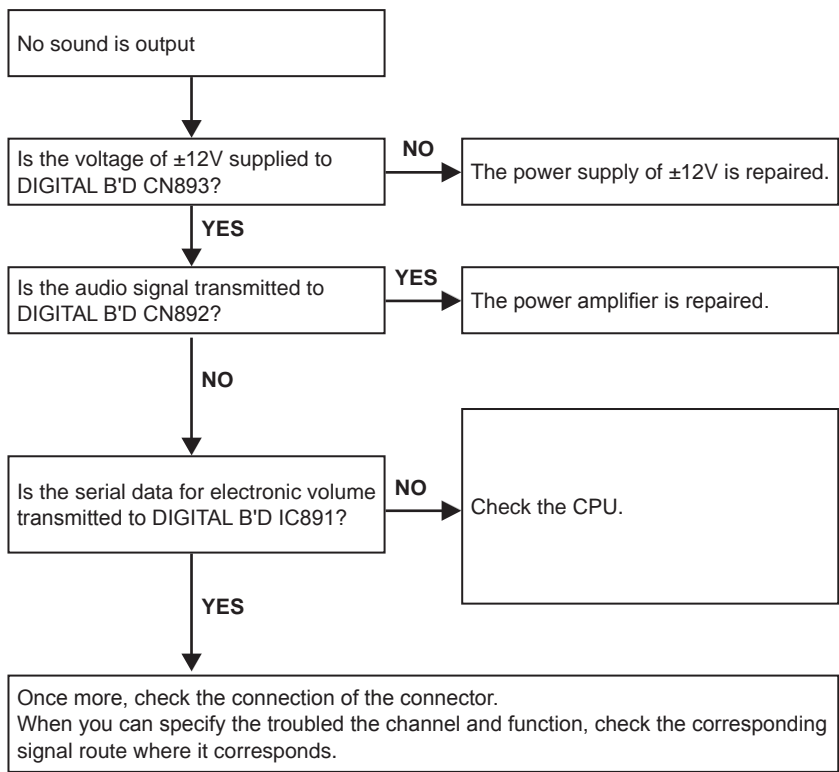 No sound is output
Is the voltage of ±12V supplied to
DIGITAL B'D CN893?
NO
The power supply of ±12V is repaired.
YES
Is the audio signal transmitted to
DIGITAL B'D CN892?
YES
The power amplifier is repaired.
NO
Is the serial data for electronic volume
transmitted to DIGITAL B'D IC891?
NO
Check the CPU.
YES
Once more, check the connection of the connector.
When you can specify the troubled the channel and function, check the corresponding
signal route where it corresponds.